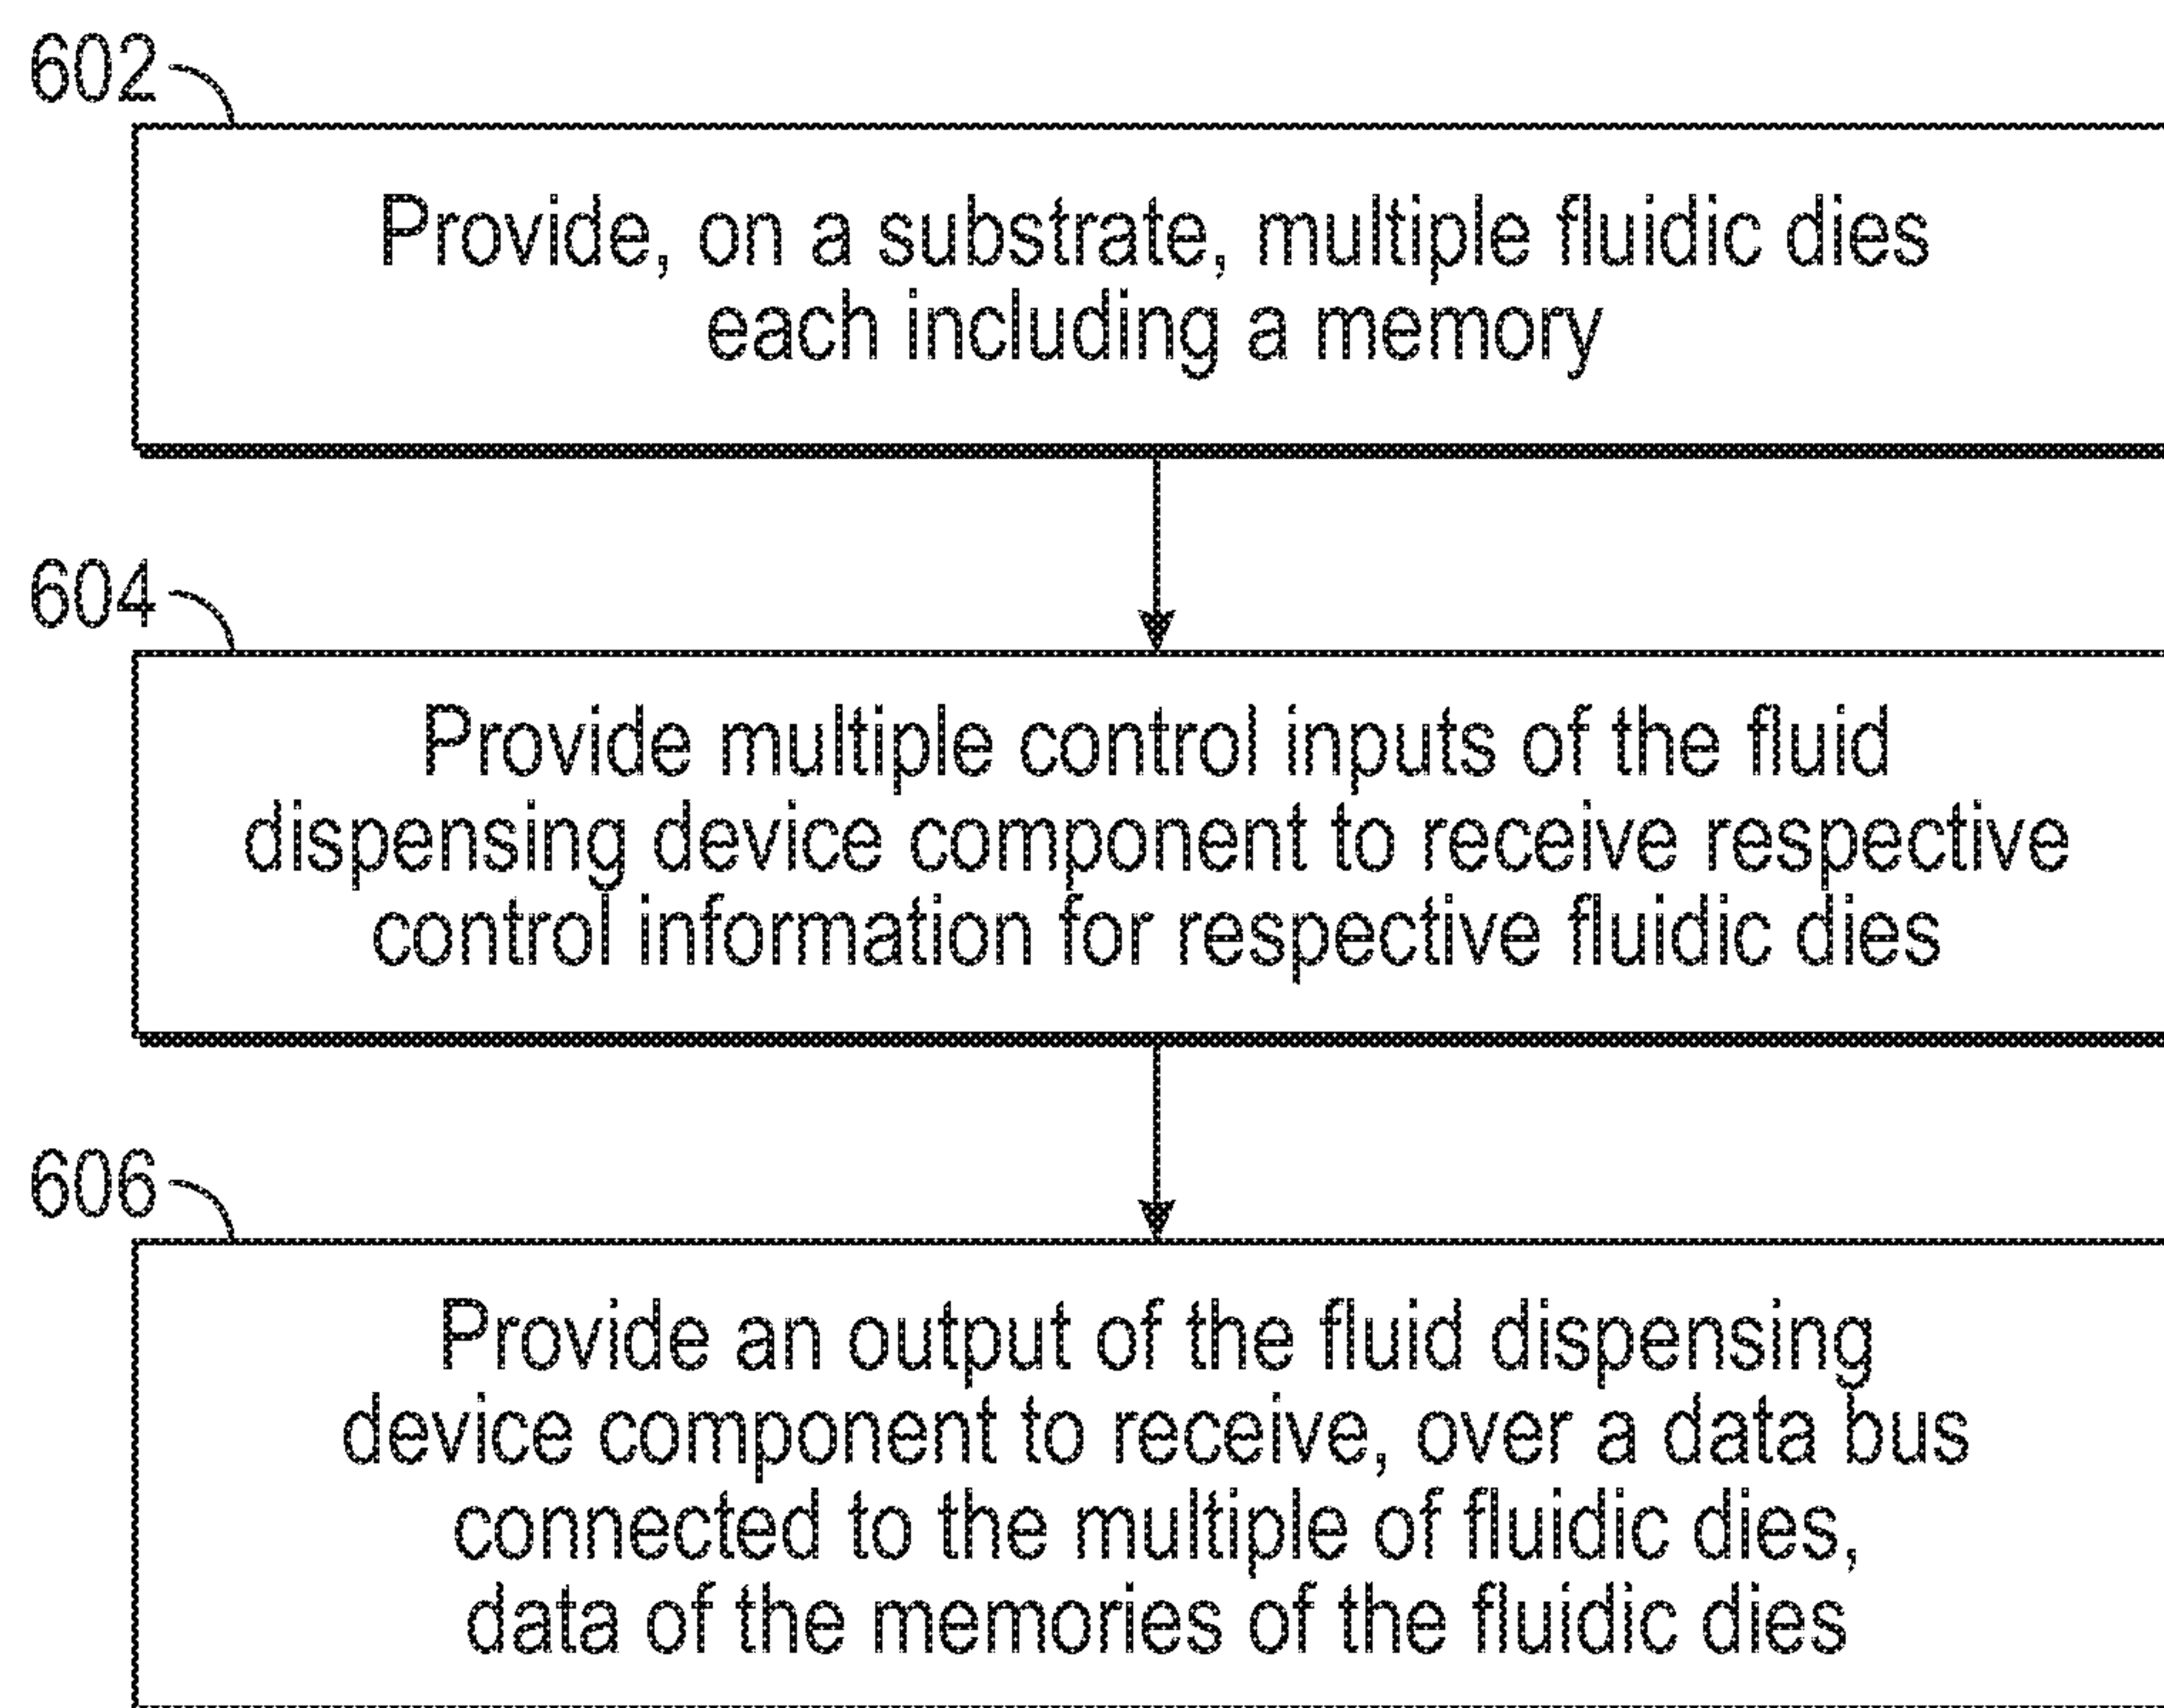 602
Provide, on a substrate, multiple fluidic dies
each including a memory
604
Provide multiple control inputs of the fluid
dispensing device component to receive respective
control information for respective fluidic dies
606
Provide an output of the fluid dispensing
device component to receive, over a data bus
connected to the multiple of fluidic dies,
data of the memories of the fluidic dies